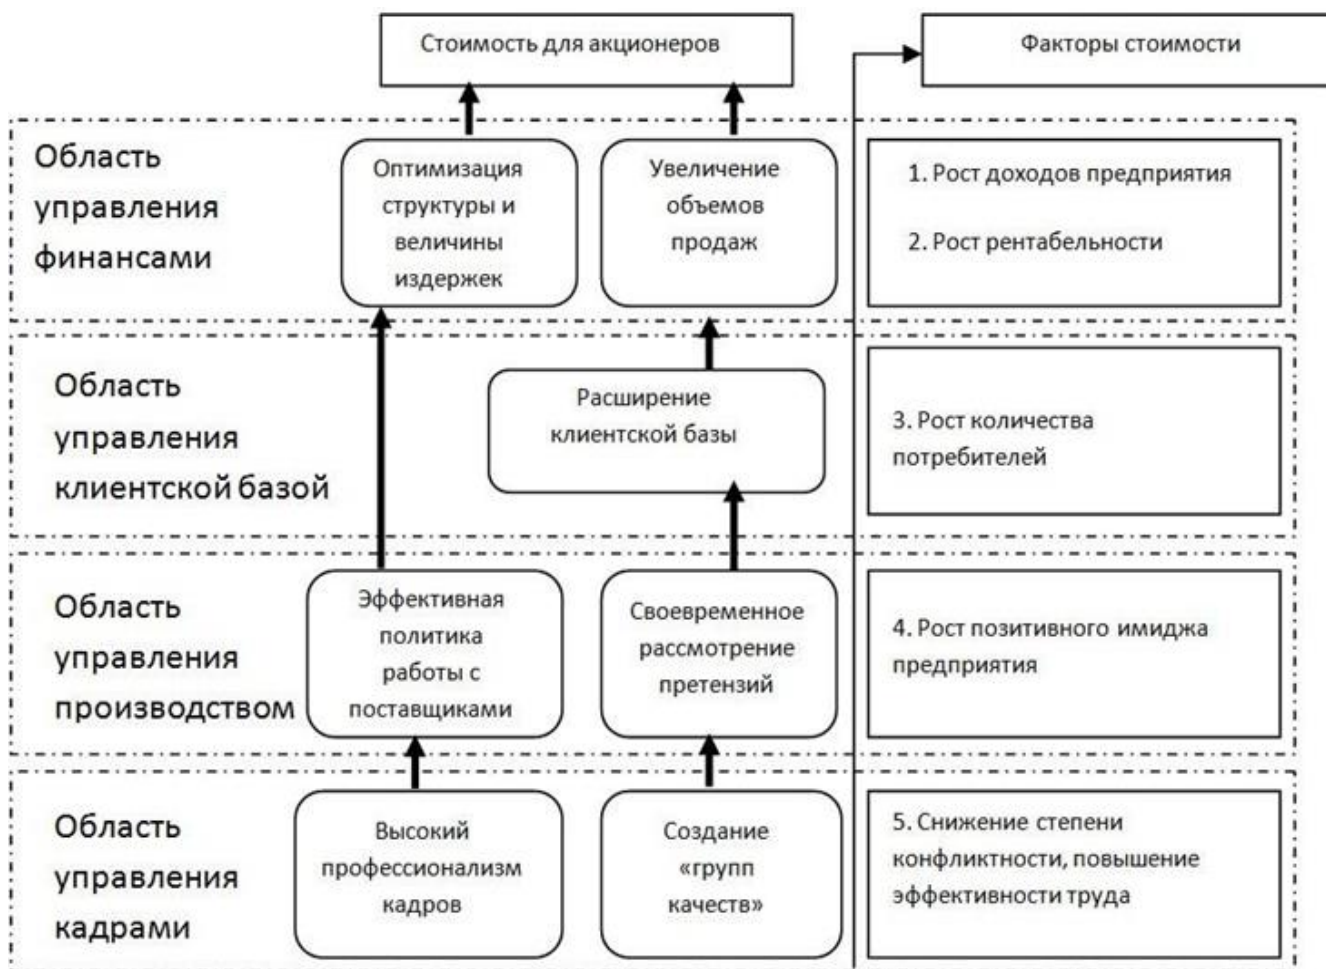 Стоимость для акционеров
Факторы стоимости
Область
управления
финансами
Оптимизация
структуры и
величины
издержек
Увеличение
объемов
продаж
1. Рост доходов предприятия
2. Рост рентабельности
Область
управления
клиентской базой
Расширение
клиентской базы
3. Рост количества
потребителей
Область
управления
производством
Эффективная
политика
работы с
поставщиками
Своевременное
рассмотрение
претензий
4. Рост позитивного имиджа
предприятия
Область
управления
кадрами
Высокий
профессионализм
кадров
Создание
«групп
качеств»
5. Снижение степени
конфликтности, повышение
эффективности труда